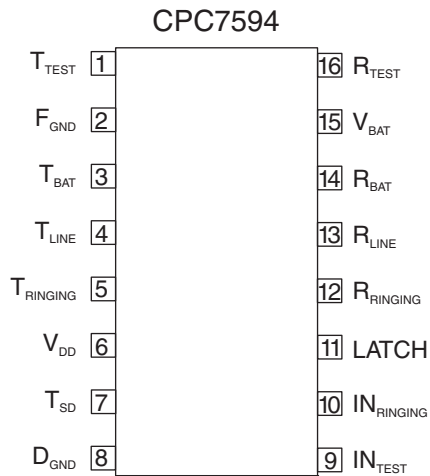 CPC7594
T_TEST 1 16 R_TEST
F_GND 2 15 V_BAT
T_BAT 3 14 R_BAT
T_LINE 4 13 R_LINE
T_RINGING 5 12 R_RINGING
V_DD 6 11 LATCH
T_SD 7 10 IN_RINGING
D_GND 8 9 IN_TEST